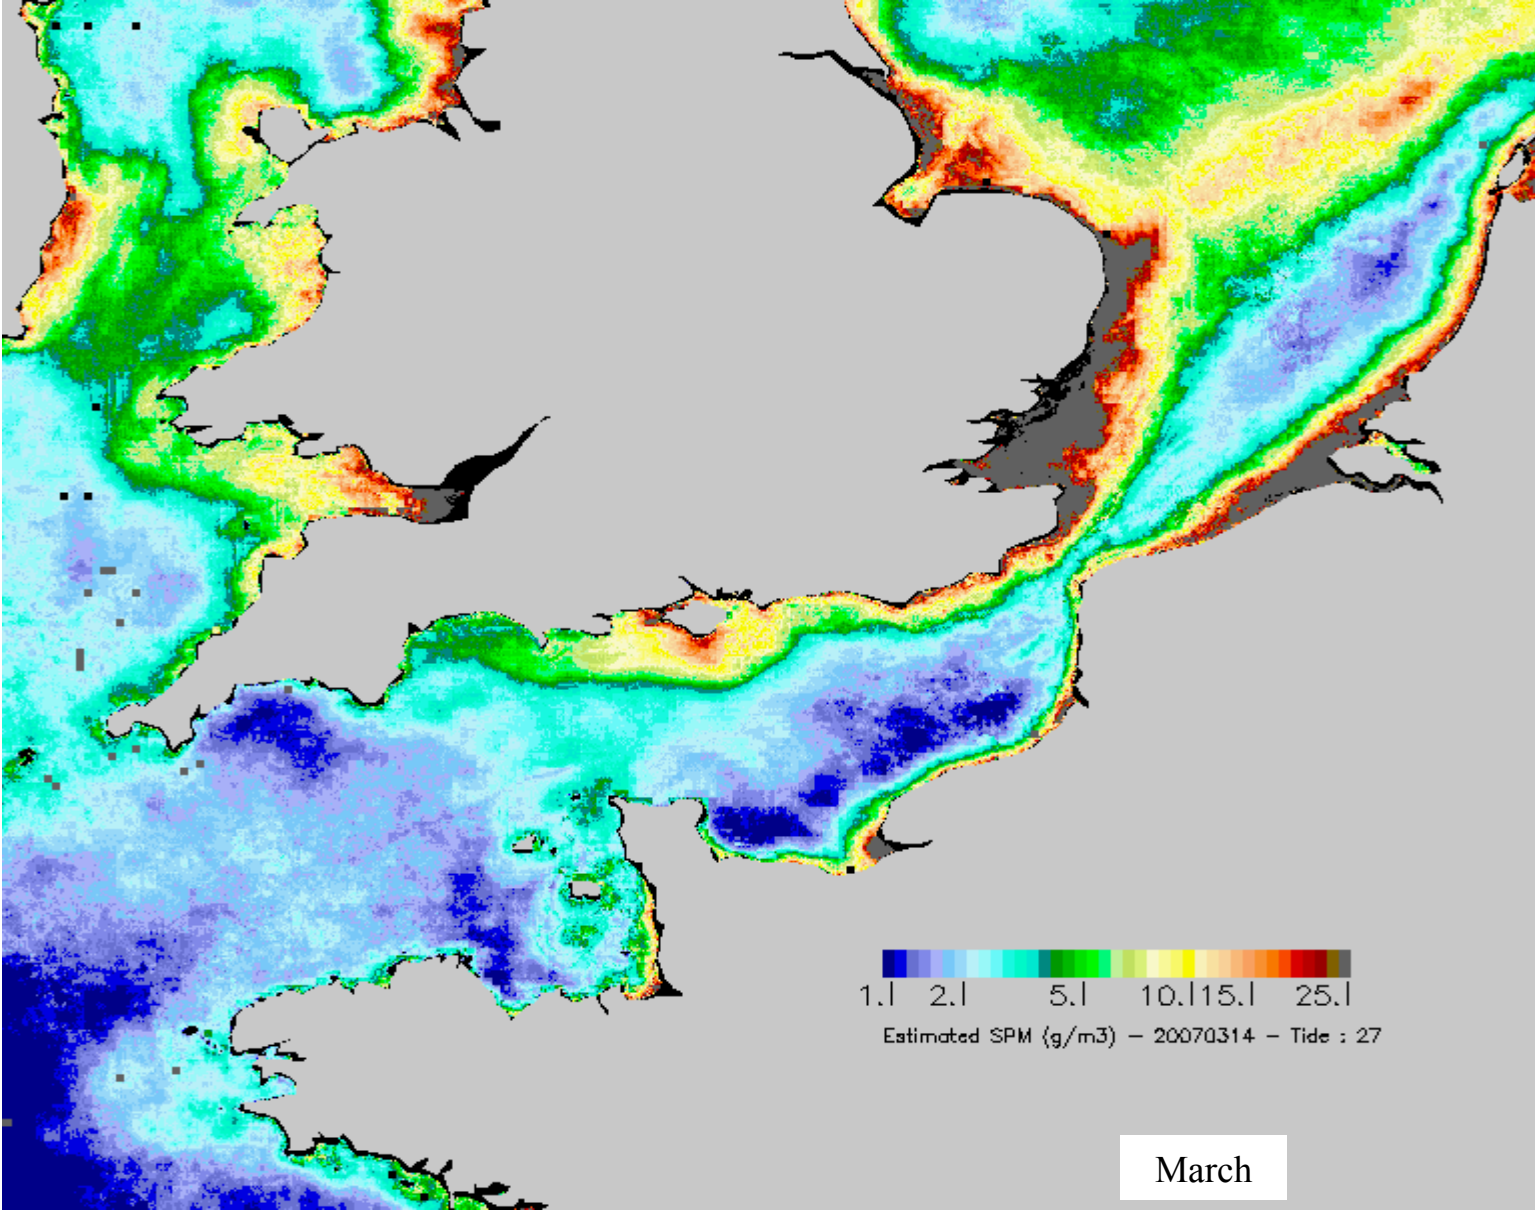 1.| 2.| 5.| 10.| 15.| 25.|
Estimated SPM (g/m3) – 20070314 – Tide : 27
March